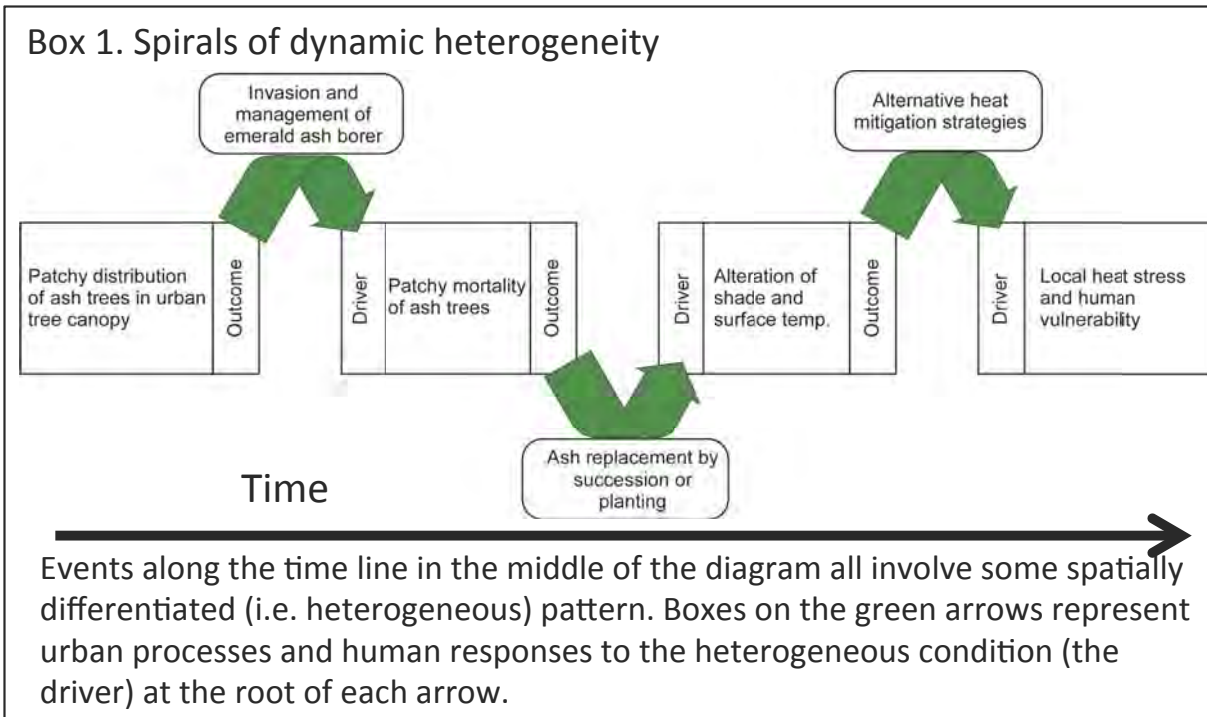 Box 1. Spirals of dynamic heterogeneity
Invasion and
management of
emerald ash borer
Alternative heat
mitigation strategies
Patchy distribution
of ash trees in urban
tree canopy
Outcome
Driver
Patchy mortality
of ash trees
Outcome
Driver
Alteration of
shade and
surface temp.
Outcome
Driver
Local heat stress
and human
vulnerability
Ash replacement by
succession or
planting
Time
Events along the time line in the middle of the diagram all involve some spatially
differentiated (i.e. heterogeneous) pattern. Boxes on the green arrows represent
urban processes and human responses to the heterogeneous condition (the
driver) at the root of each arrow.